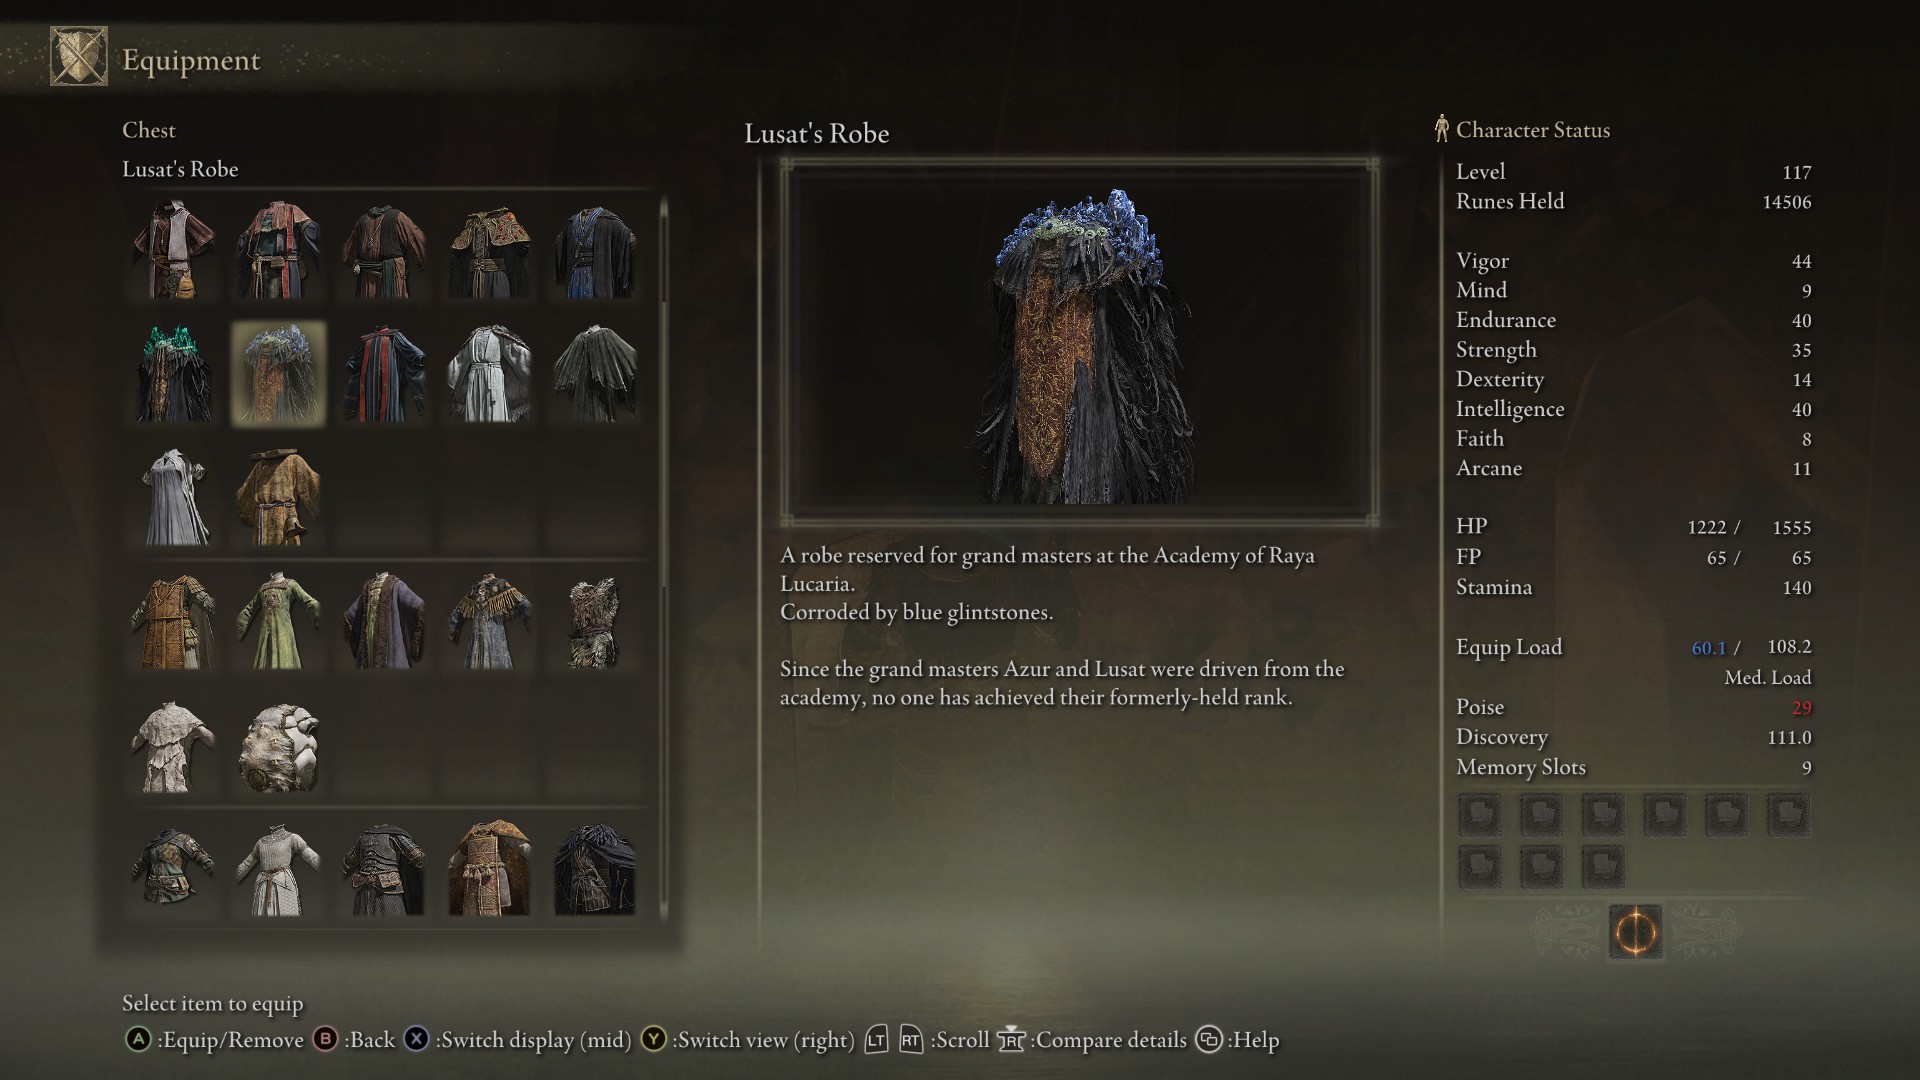 Equipment
Chest
Lusat's Robe
Lusat's Robe
A robe reserved for grand masters at the Academy of Raya
Lucaria.
Corroded by blue glintstones.
Since the grand masters Azur and Lusat were driven from the
academy, no one has achieved their formerly-held rank.
Character Status
Level 117
Runes Held 14506
Vigor 44
Mind 9
Endurance 40
Strength 35
Dexterity 14
Intelligence 40
Faith 8
Arcane 11
HP 1222 / 1555
FP 65 / 65
Stamina 140
Equip Load 60.1 / 108.2
Med. Load
Poise 29
Discovery 111.0
Memory Slots 9
Select item to equip
A :Equip/Remove B :Back X :Switch display (mid) Y :Switch view (right) LT RT :Scroll R :Compare details :Help